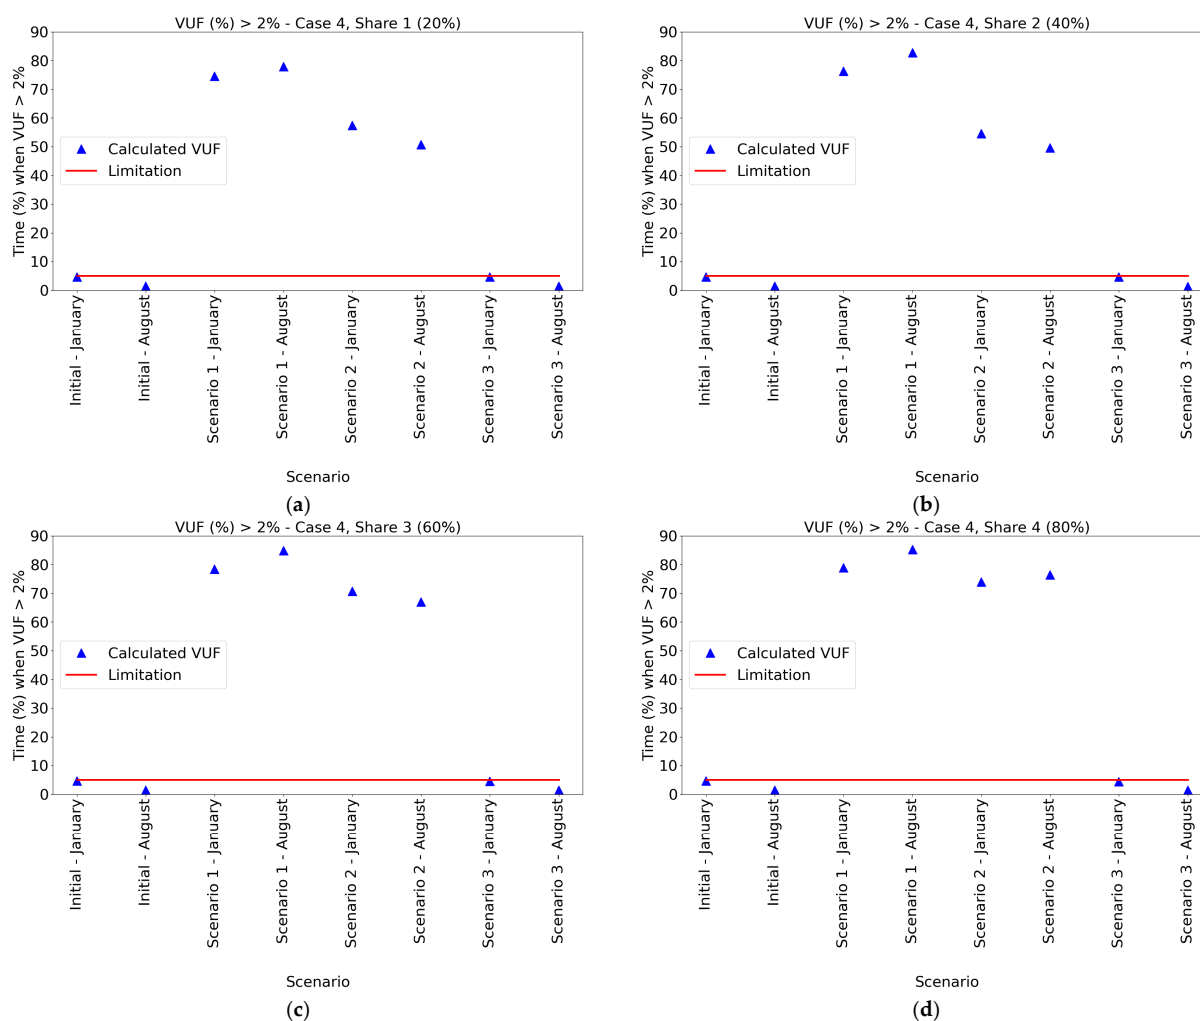 VUF (%) > 2% - Case 4, Share 1 (20%)
Time (%) when VUF > 2%
90
80
70
60
50
40
30
20
10
0
Calculated VUF
Limitation
Initial - January
Initial - August
Scenario 1 - January
Scenario 1 - August
Scenario 2 - January
Scenario 2 - August
Scenario 3 - January
Scenario 3 - August
Scenario
(a)
VUF (%) > 2% - Case 4, Share 2 (40%)
Time (%) when VUF > 2%
90
80
70
60
50
40
30
20
10
0
Calculated VUF
Limitation
Initial - January
Initial - August
Scenario 1 - January
Scenario 1 - August
Scenario 2 - January
Scenario 2 - August
Scenario 3 - January
Scenario 3 - August
Scenario
(b)
VUF (%) > 2% - Case 4, Share 3 (60%)
Time (%) when VUF > 2%
90
80
70
60
50
40
30
20
10
0
Calculated VUF
Limitation
Initial - January
Initial - August
Scenario 1 - January
Scenario 1 - August
Scenario 2 - January
Scenario 2 - August
Scenario 3 - January
Scenario 3 - August
Scenario
(c)
VUF (%) > 2% - Case 4, Share 4 (80%)
Time (%) when VUF > 2%
90
80
70
60
50
40
30
20
10
0
Calculated VUF
Limitation
Initial - January
Initial - August
Scenario 1 - January
Scenario 1 - August
Scenario 2 - January
Scenario 2 - August
Scenario 3 - January
Scenario 3 - August
Scenario
(d)